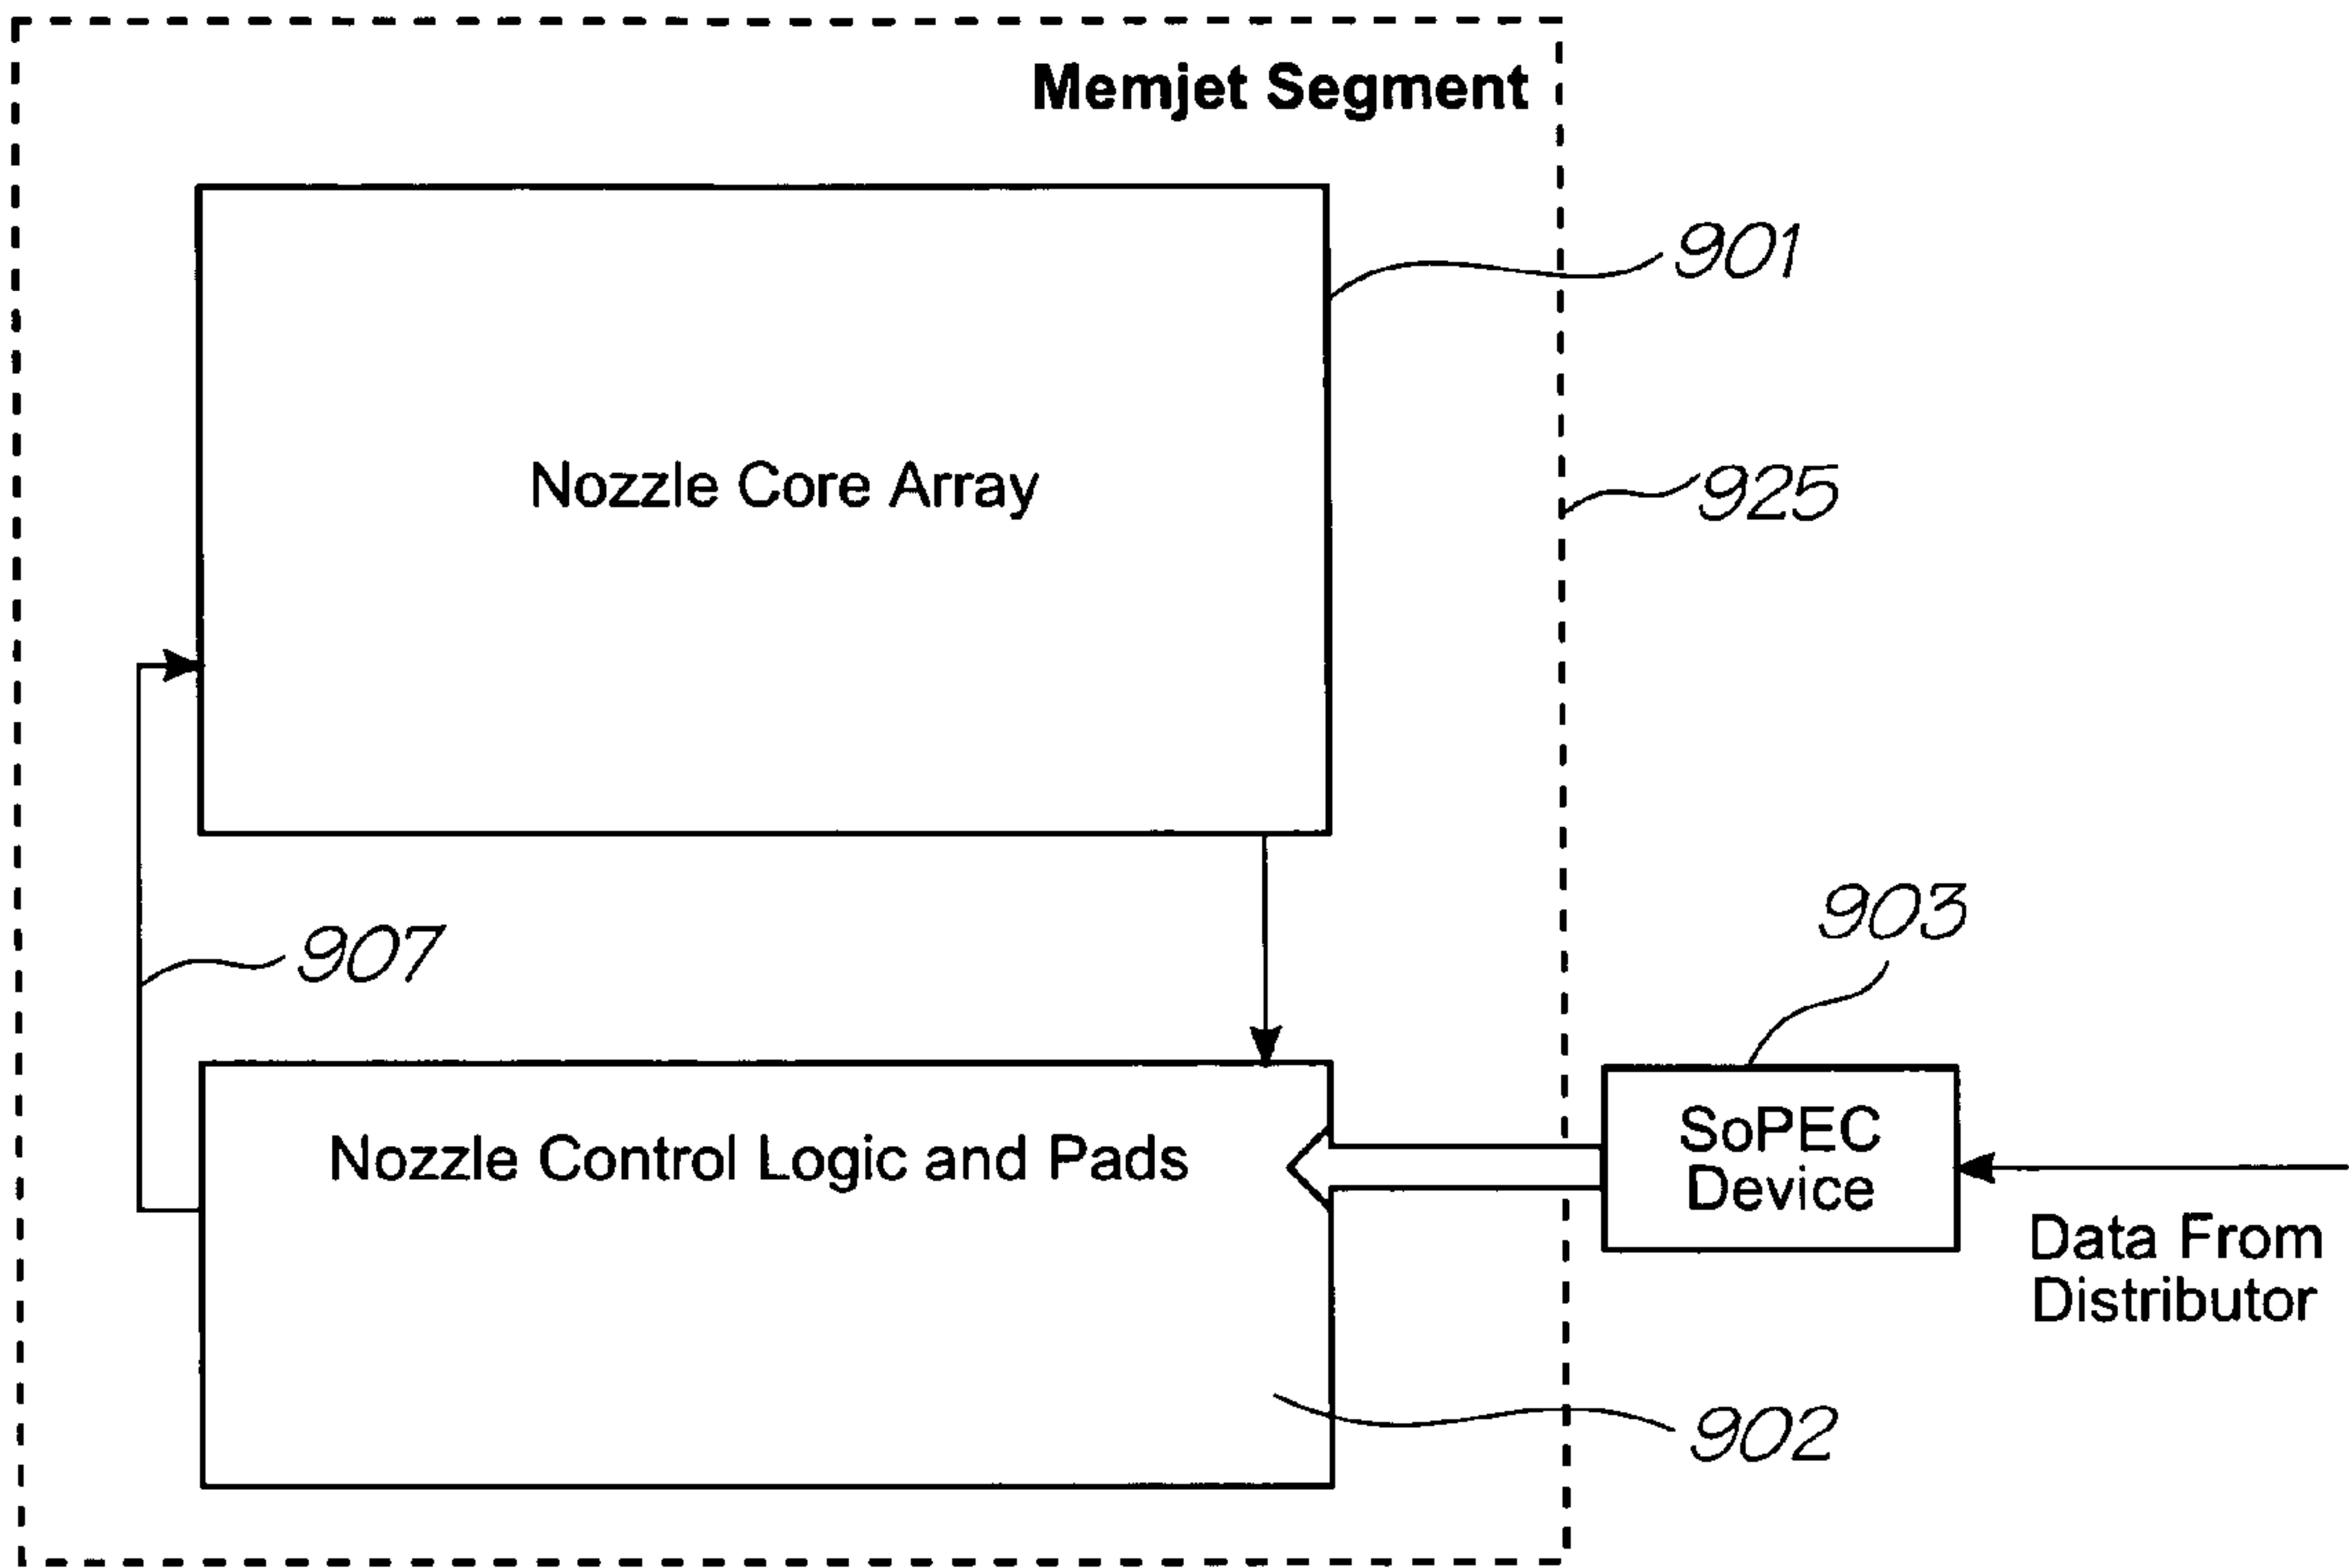 Memjet Segment
901
Nozzle Core Array
925
903
907
SoPEC
Device
Nozzle Control Logic and Pads
Data From
Distributor
902